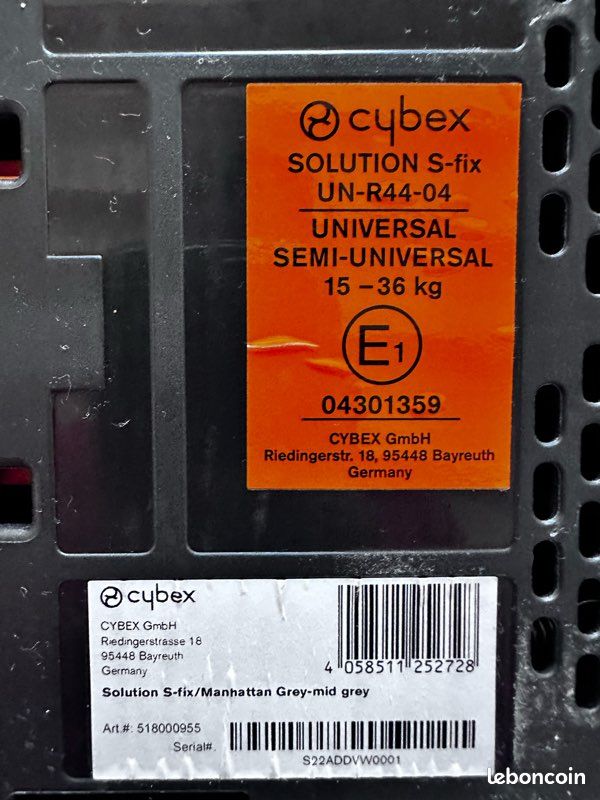 cybex
SOLUTION S-fix
UN-R44-04
UNIVERSAL
SEMI-UNIVERSAL
15 – 36 kg
E1
04301359
CYBEX GmbH
Riedingerstr. 18, 95448 Bayreuth
Germany
cybex
CYBEX GmbH
Riedingerstrasse 18
95448 Bayreuth
Germany
4 058511 252728
Solution S-fix/Manhattan Grey-mid grey
Art.#: 518000955
Serial#:
S22ADDVW0001
leboncoin